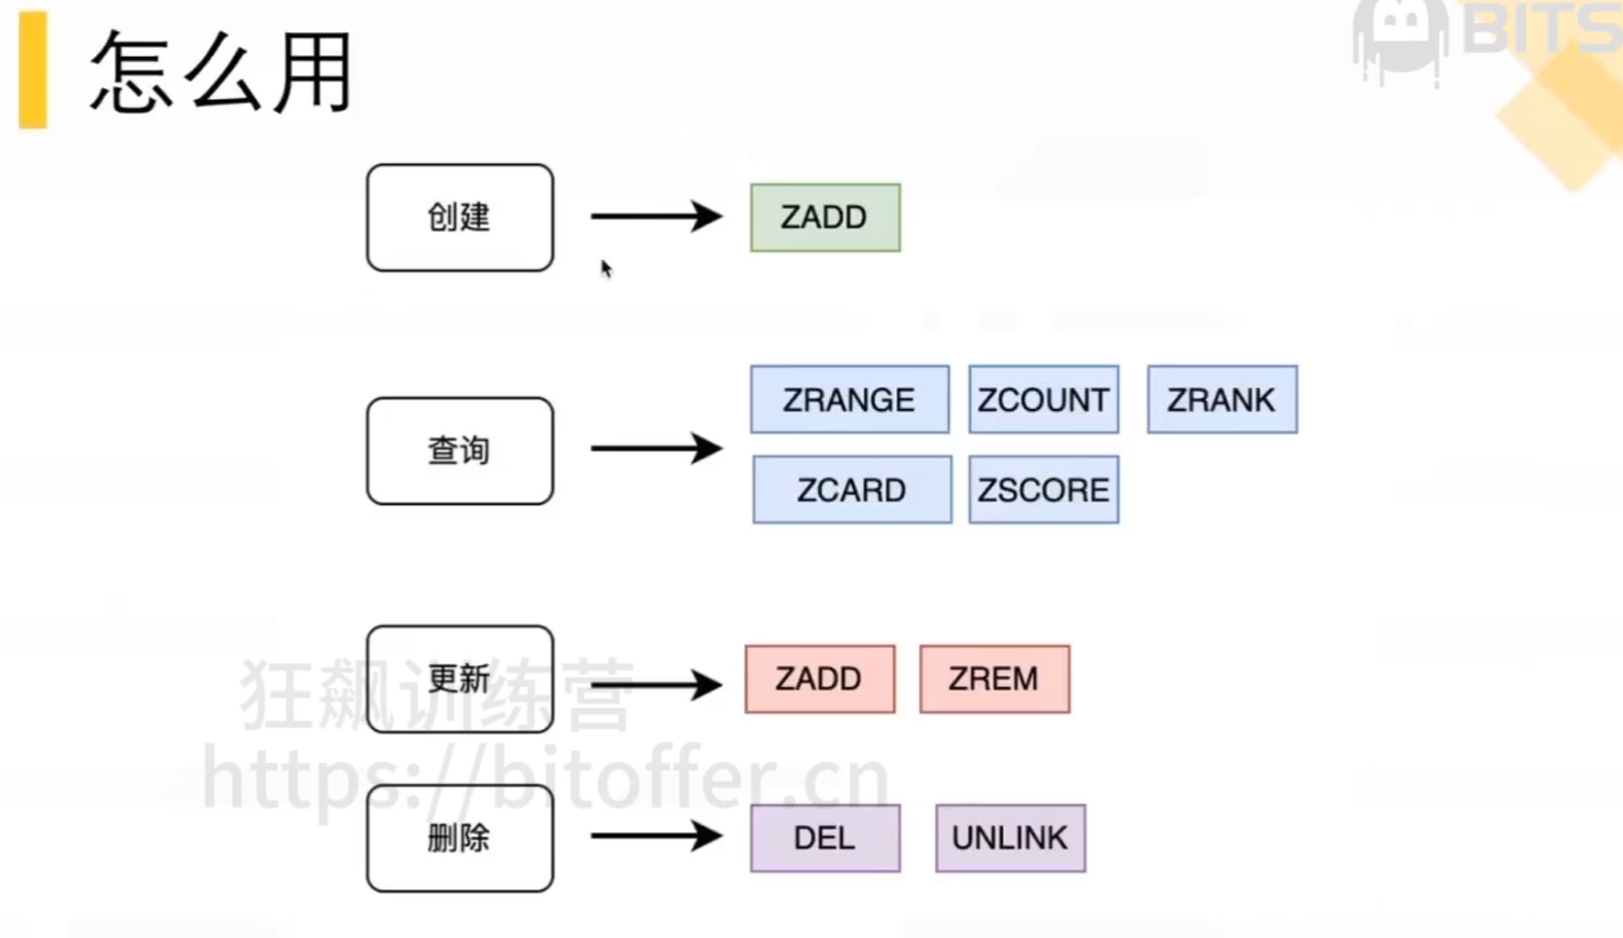 怎么用
BITS
创建
ZADD
查询
ZRANGE ZCOUNT ZRANK
ZCARD ZSCORE
更新
ZADD ZREM
狂飙训练营
https://bitoffer.cn
删除
DEL UNLINK